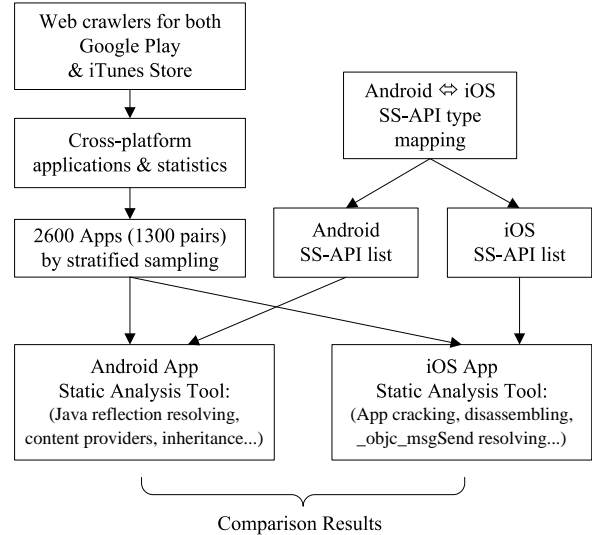 Web crawlers for both
Google Play
& iTunes Store
Android ⇔ iOS
SS-API type
mapping
Cross-platform
applications & statistics
2600 Apps (1300 pairs)
by stratified sampling
Android
SS-API list
iOS
SS-API list
Android App
Static Analysis Tool:
(Java reflection resolving,
content providers, inheritance...)
iOS App
Static Analysis Tool:
(App cracking, disassembling,
_objc_msgSend resolving...)
Comparison Results